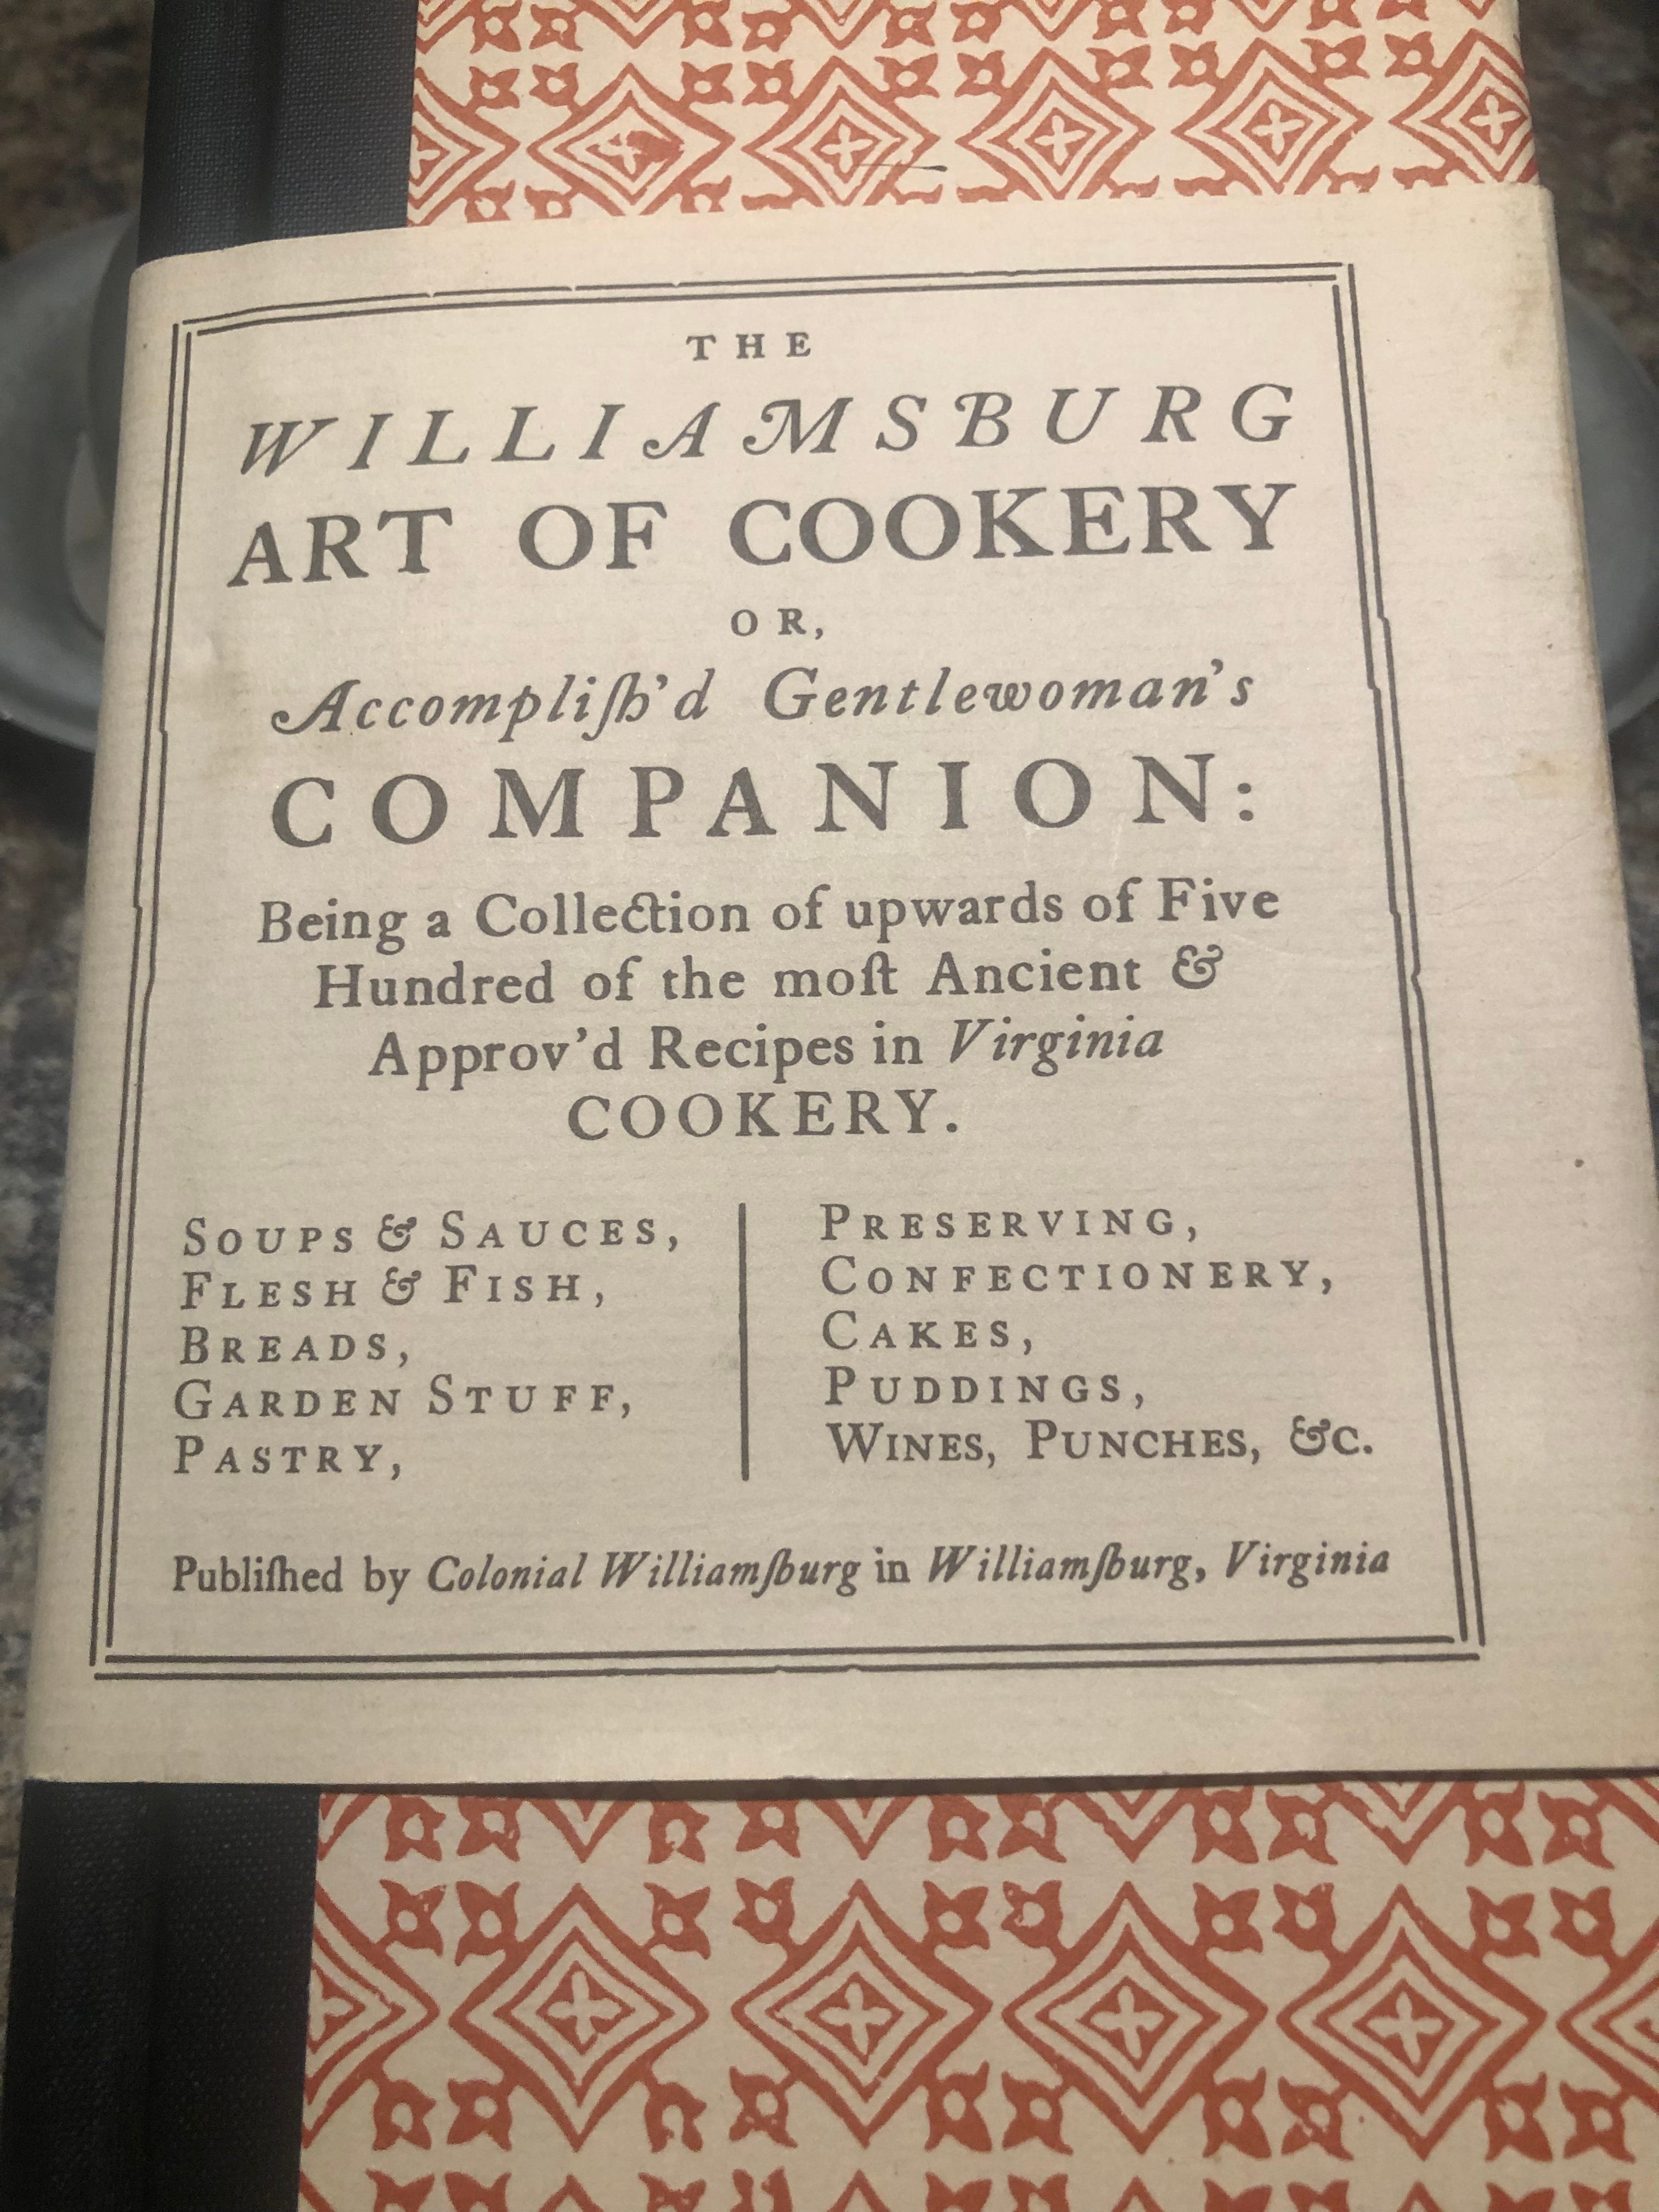 THE
WILLIAMSBURG
ART OF COOKERY
OR,
Accompliſh'd Gentlewoman's
COMPANION:
Being a Collection of upwards of Five
Hundred of the moſt Ancient &
Approv'd Recipes in Virginia
COOKERY.
SOUPS & SAUCES,
FLESH & FISH,
BREADS,
GARDEN STUFF,
PASTRY,
PRESERVING,
CONFECTIONERY,
CAKES,
PUDDINGS,
WINES, PUNCHES, &C.
Publiſhed by Colonial Williamſburg in Williamſburg, Virginia